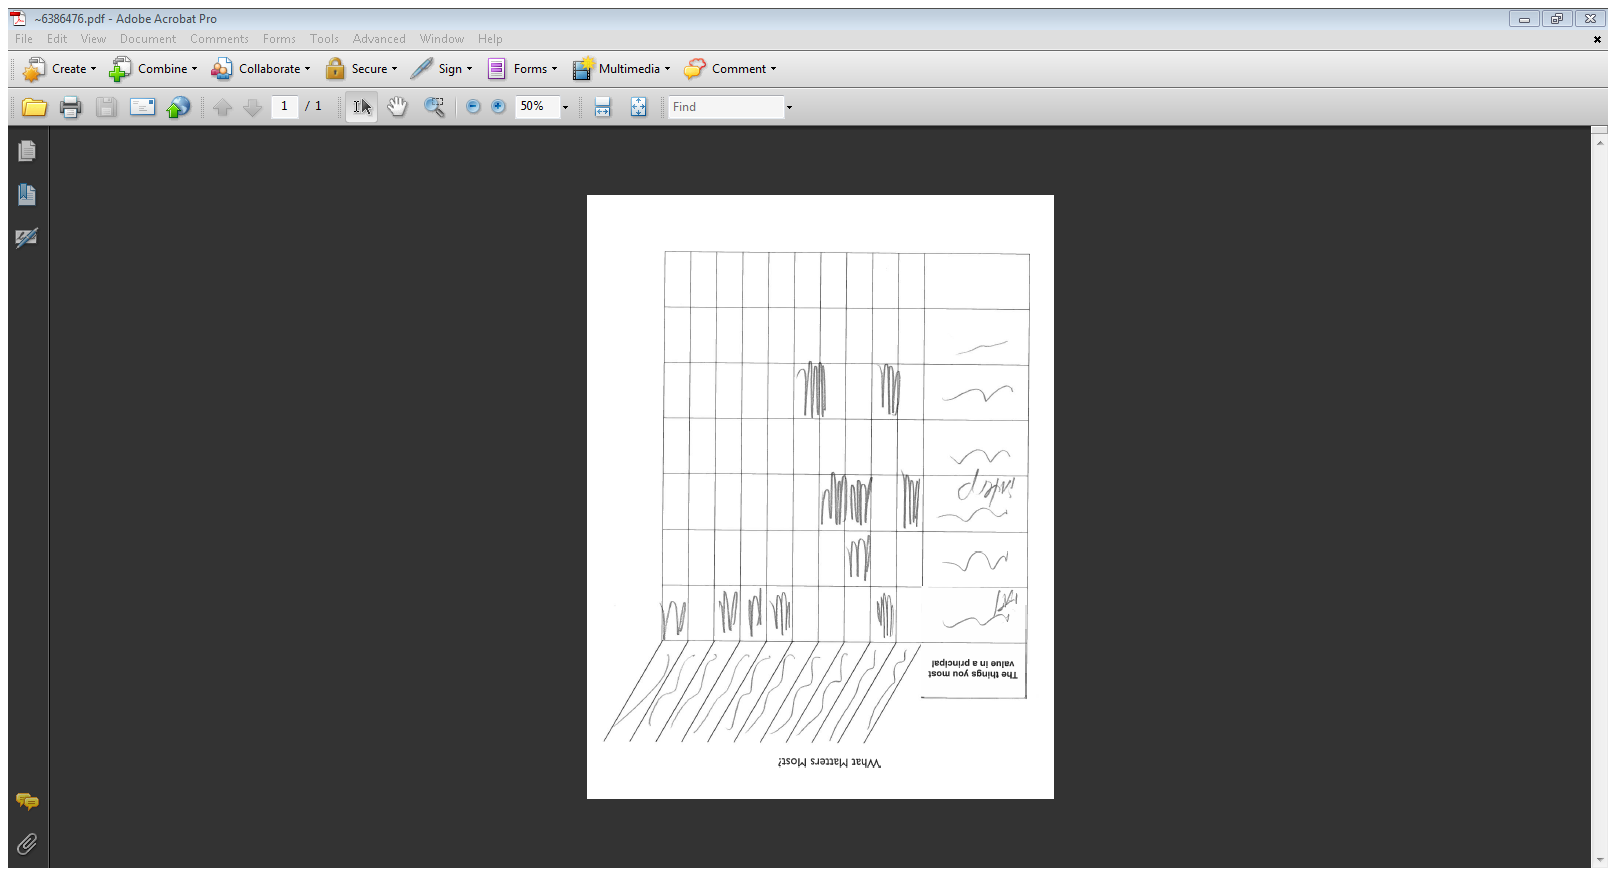 ~6386476.pdf - Adobe Acrobat Pro
File Edit View Document Comments Forms Tools Advanced Window Help
Create Combine Collaborate Secure Sign Forms Multimedia Comment
1 / 1 50% Find
What Matters Most?
The things you most
value in a principal